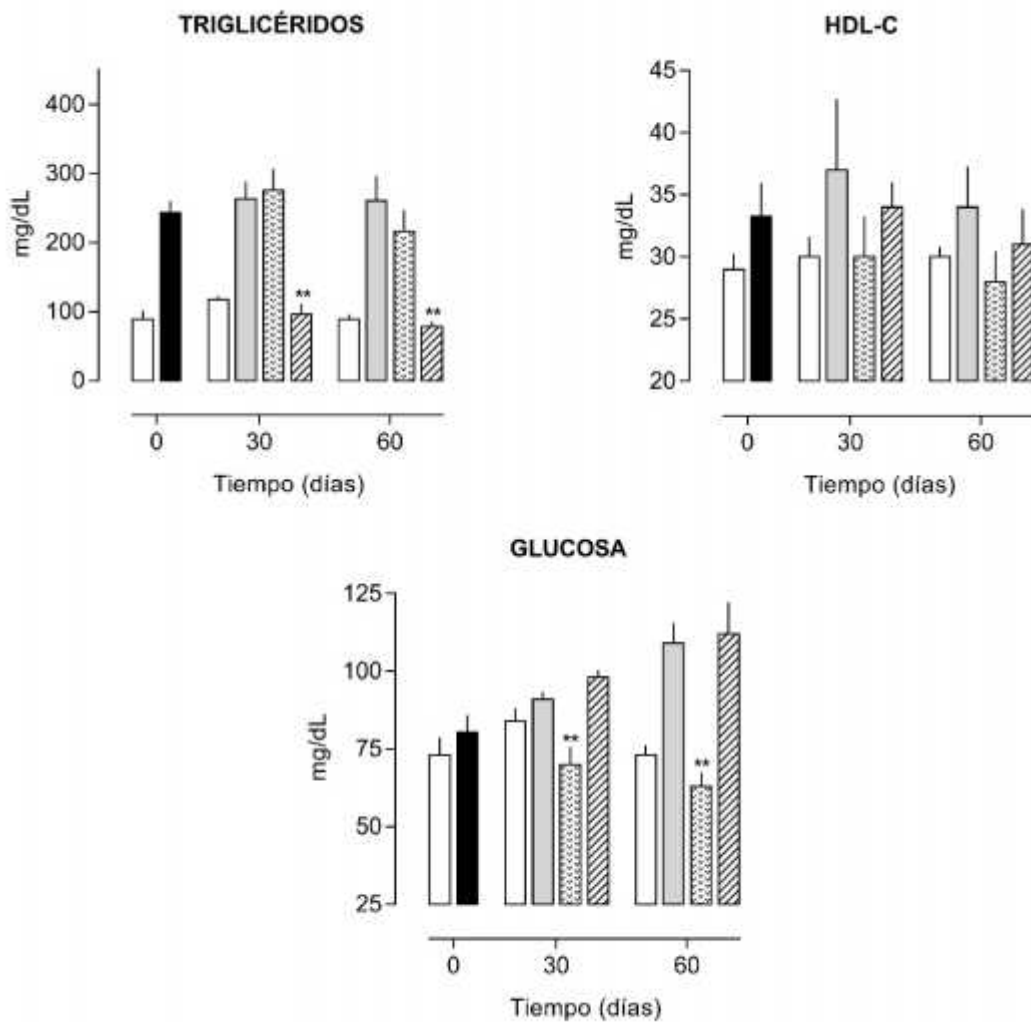 TRIGLICÉRIDOS
400
300
200
100
0
mg/dL
**
**
0 30 60
Tiempo (días)
HDL-C
45
40
35
30
25
20
mg/dL
0 30 60
Tiempo (días)
GLUCOSA
125
100
75
50
25
mg/dL
**
**
0 30 60
Tiempo (días)